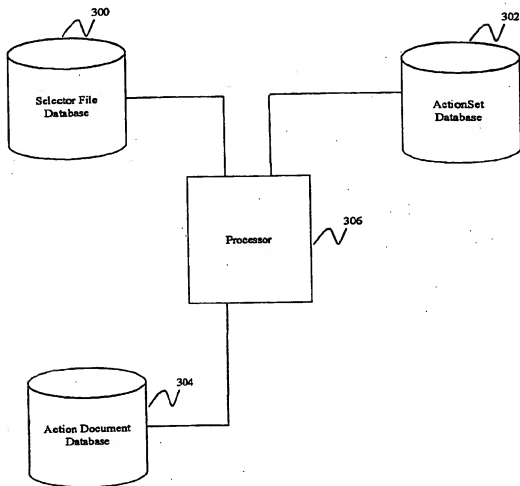 300
302
Selector File
Database
ActionSet
Database
Processor
306
304
Action Document
Database